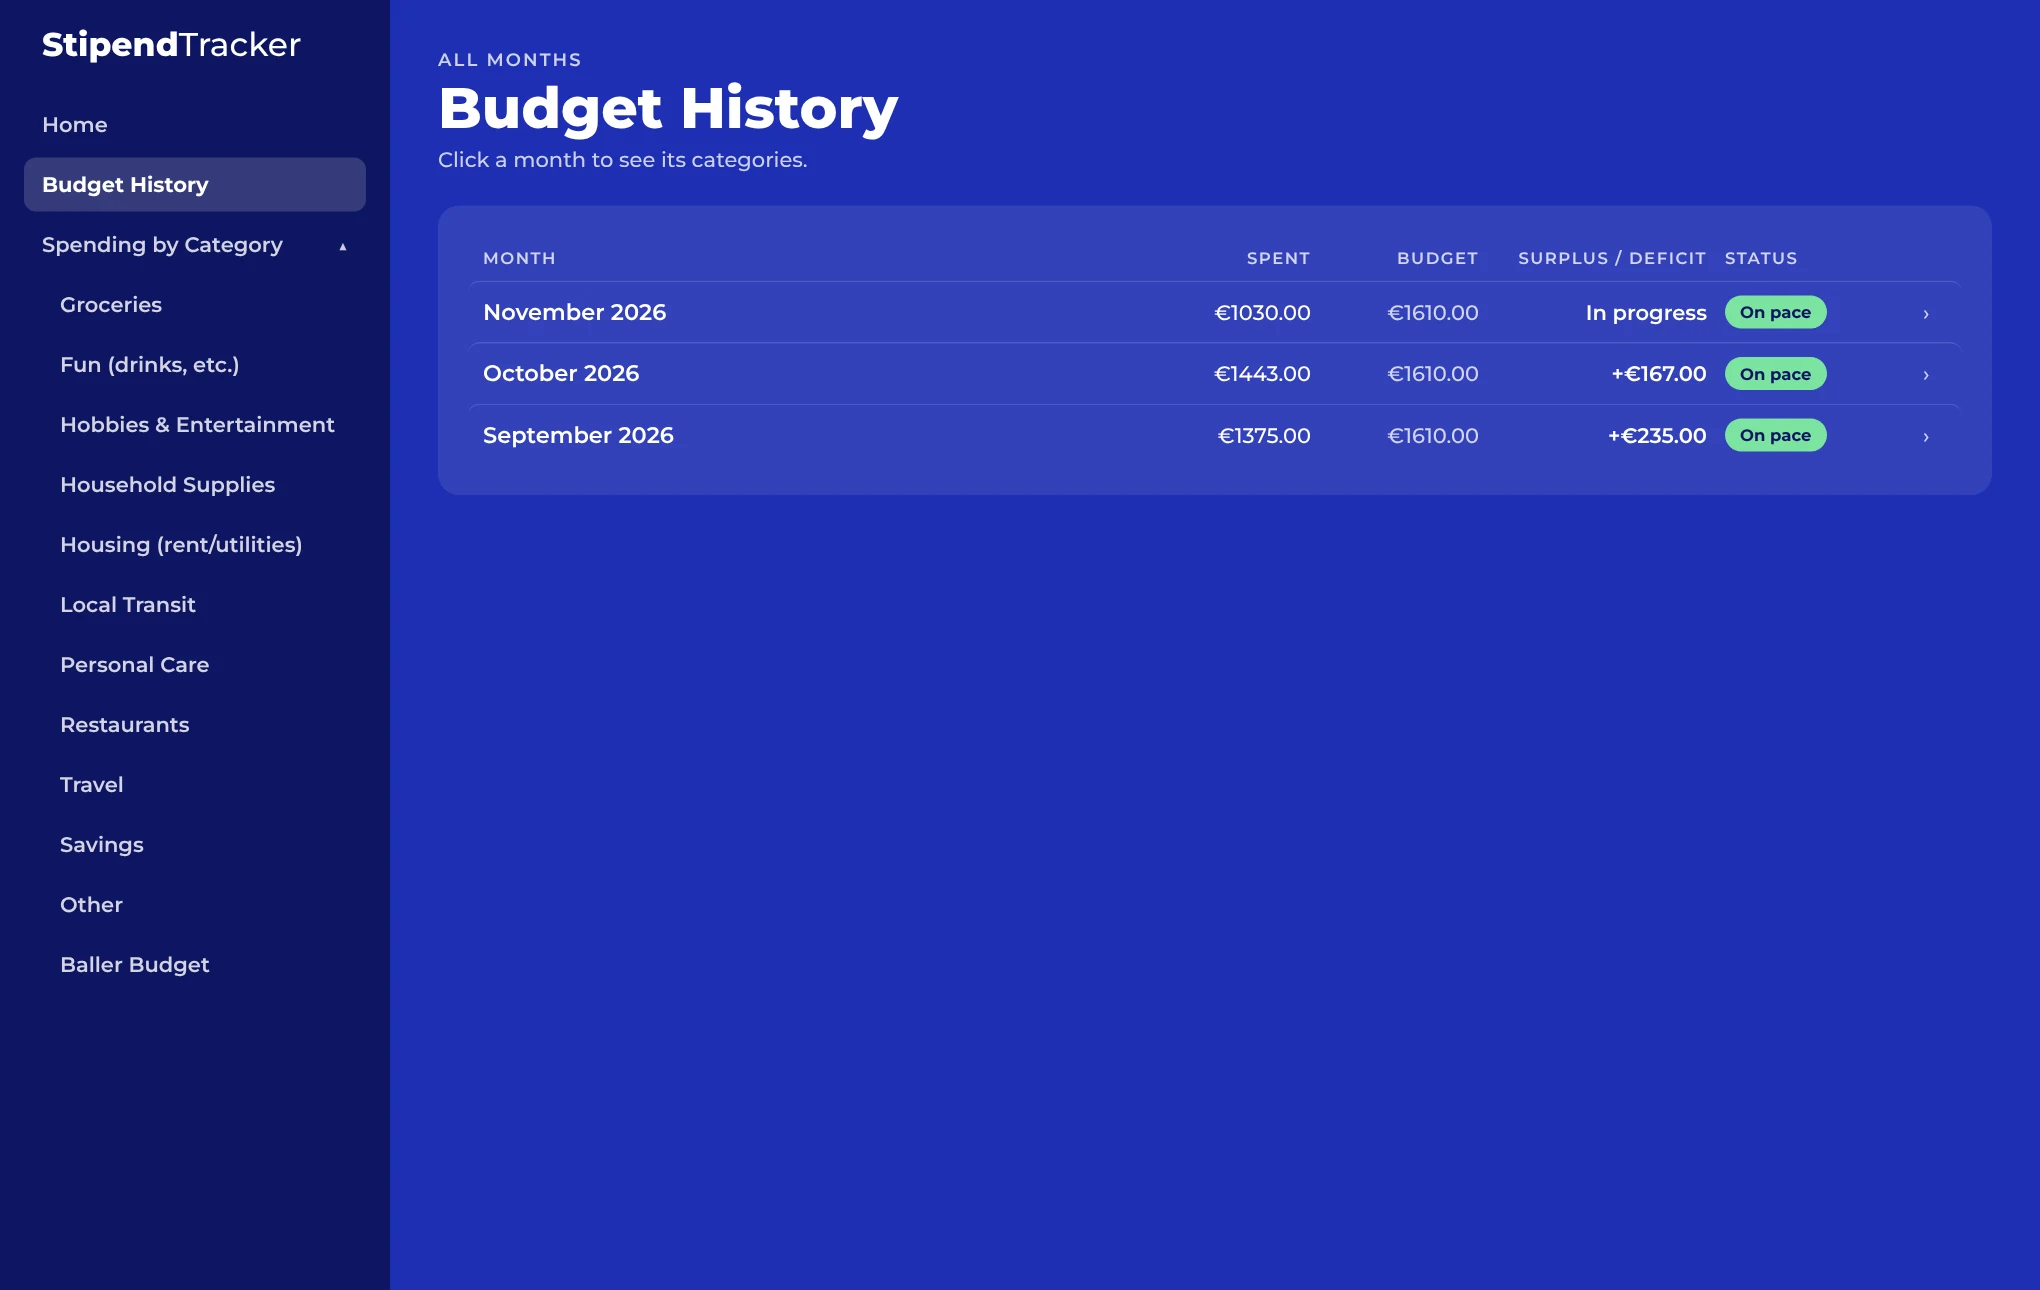 StipendTracker
Home
Budget History
Spending by Category ▲
Groceries
Fun (drinks, etc.)
Hobbies & Entertainment
Household Supplies
Housing (rent/utilities)
Local Transit
Personal Care
Restaurants
Travel
Savings
Other
Baller Budget
ALL MONTHS
Budget History
Click a month to see its categories.
MONTH SPENT BUDGET SURPLUS / DEFICIT STATUS
November 2026 €1030.00 €1610.00 In progress On pace ›
October 2026 €1443.00 €1610.00 +€167.00 On pace ›
September 2026 €1375.00 €1610.00 +€235.00 On pace ›